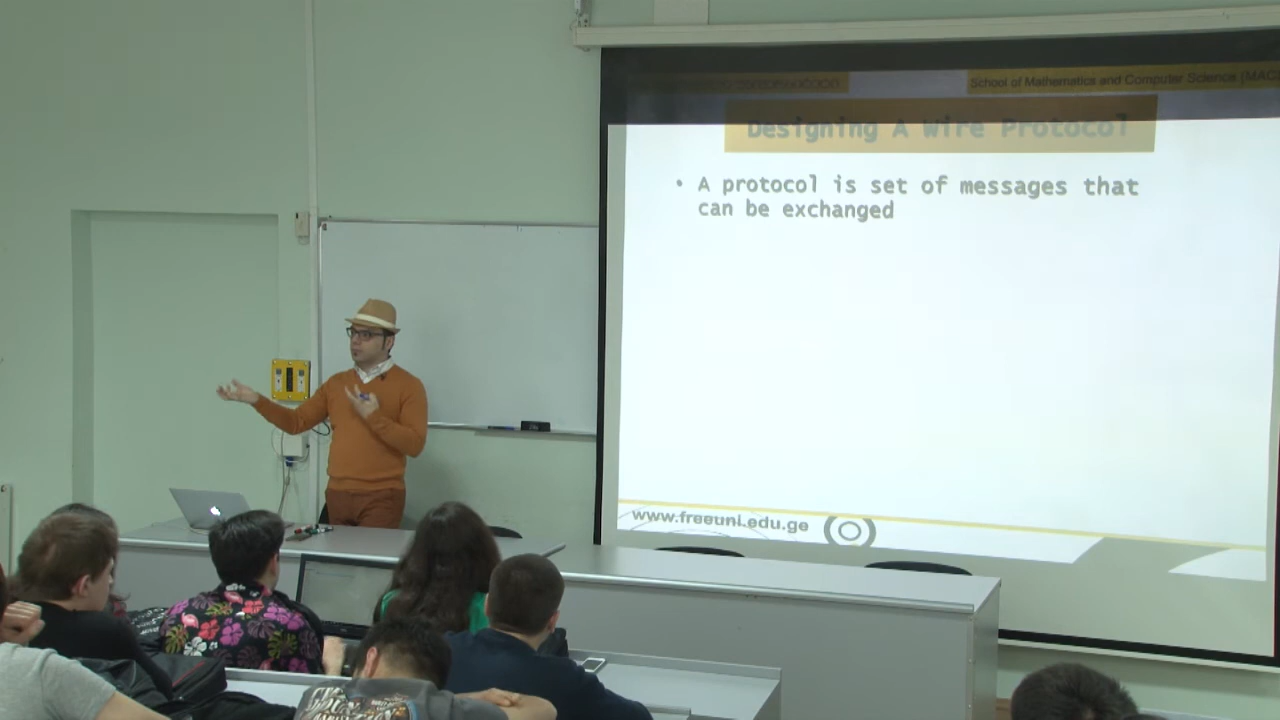 School of Mathematics and Computer Science (MACS
Designing A Wire Protocol
• A protocol is set of messages that
can be exchanged
www.freeuni.edu.ge